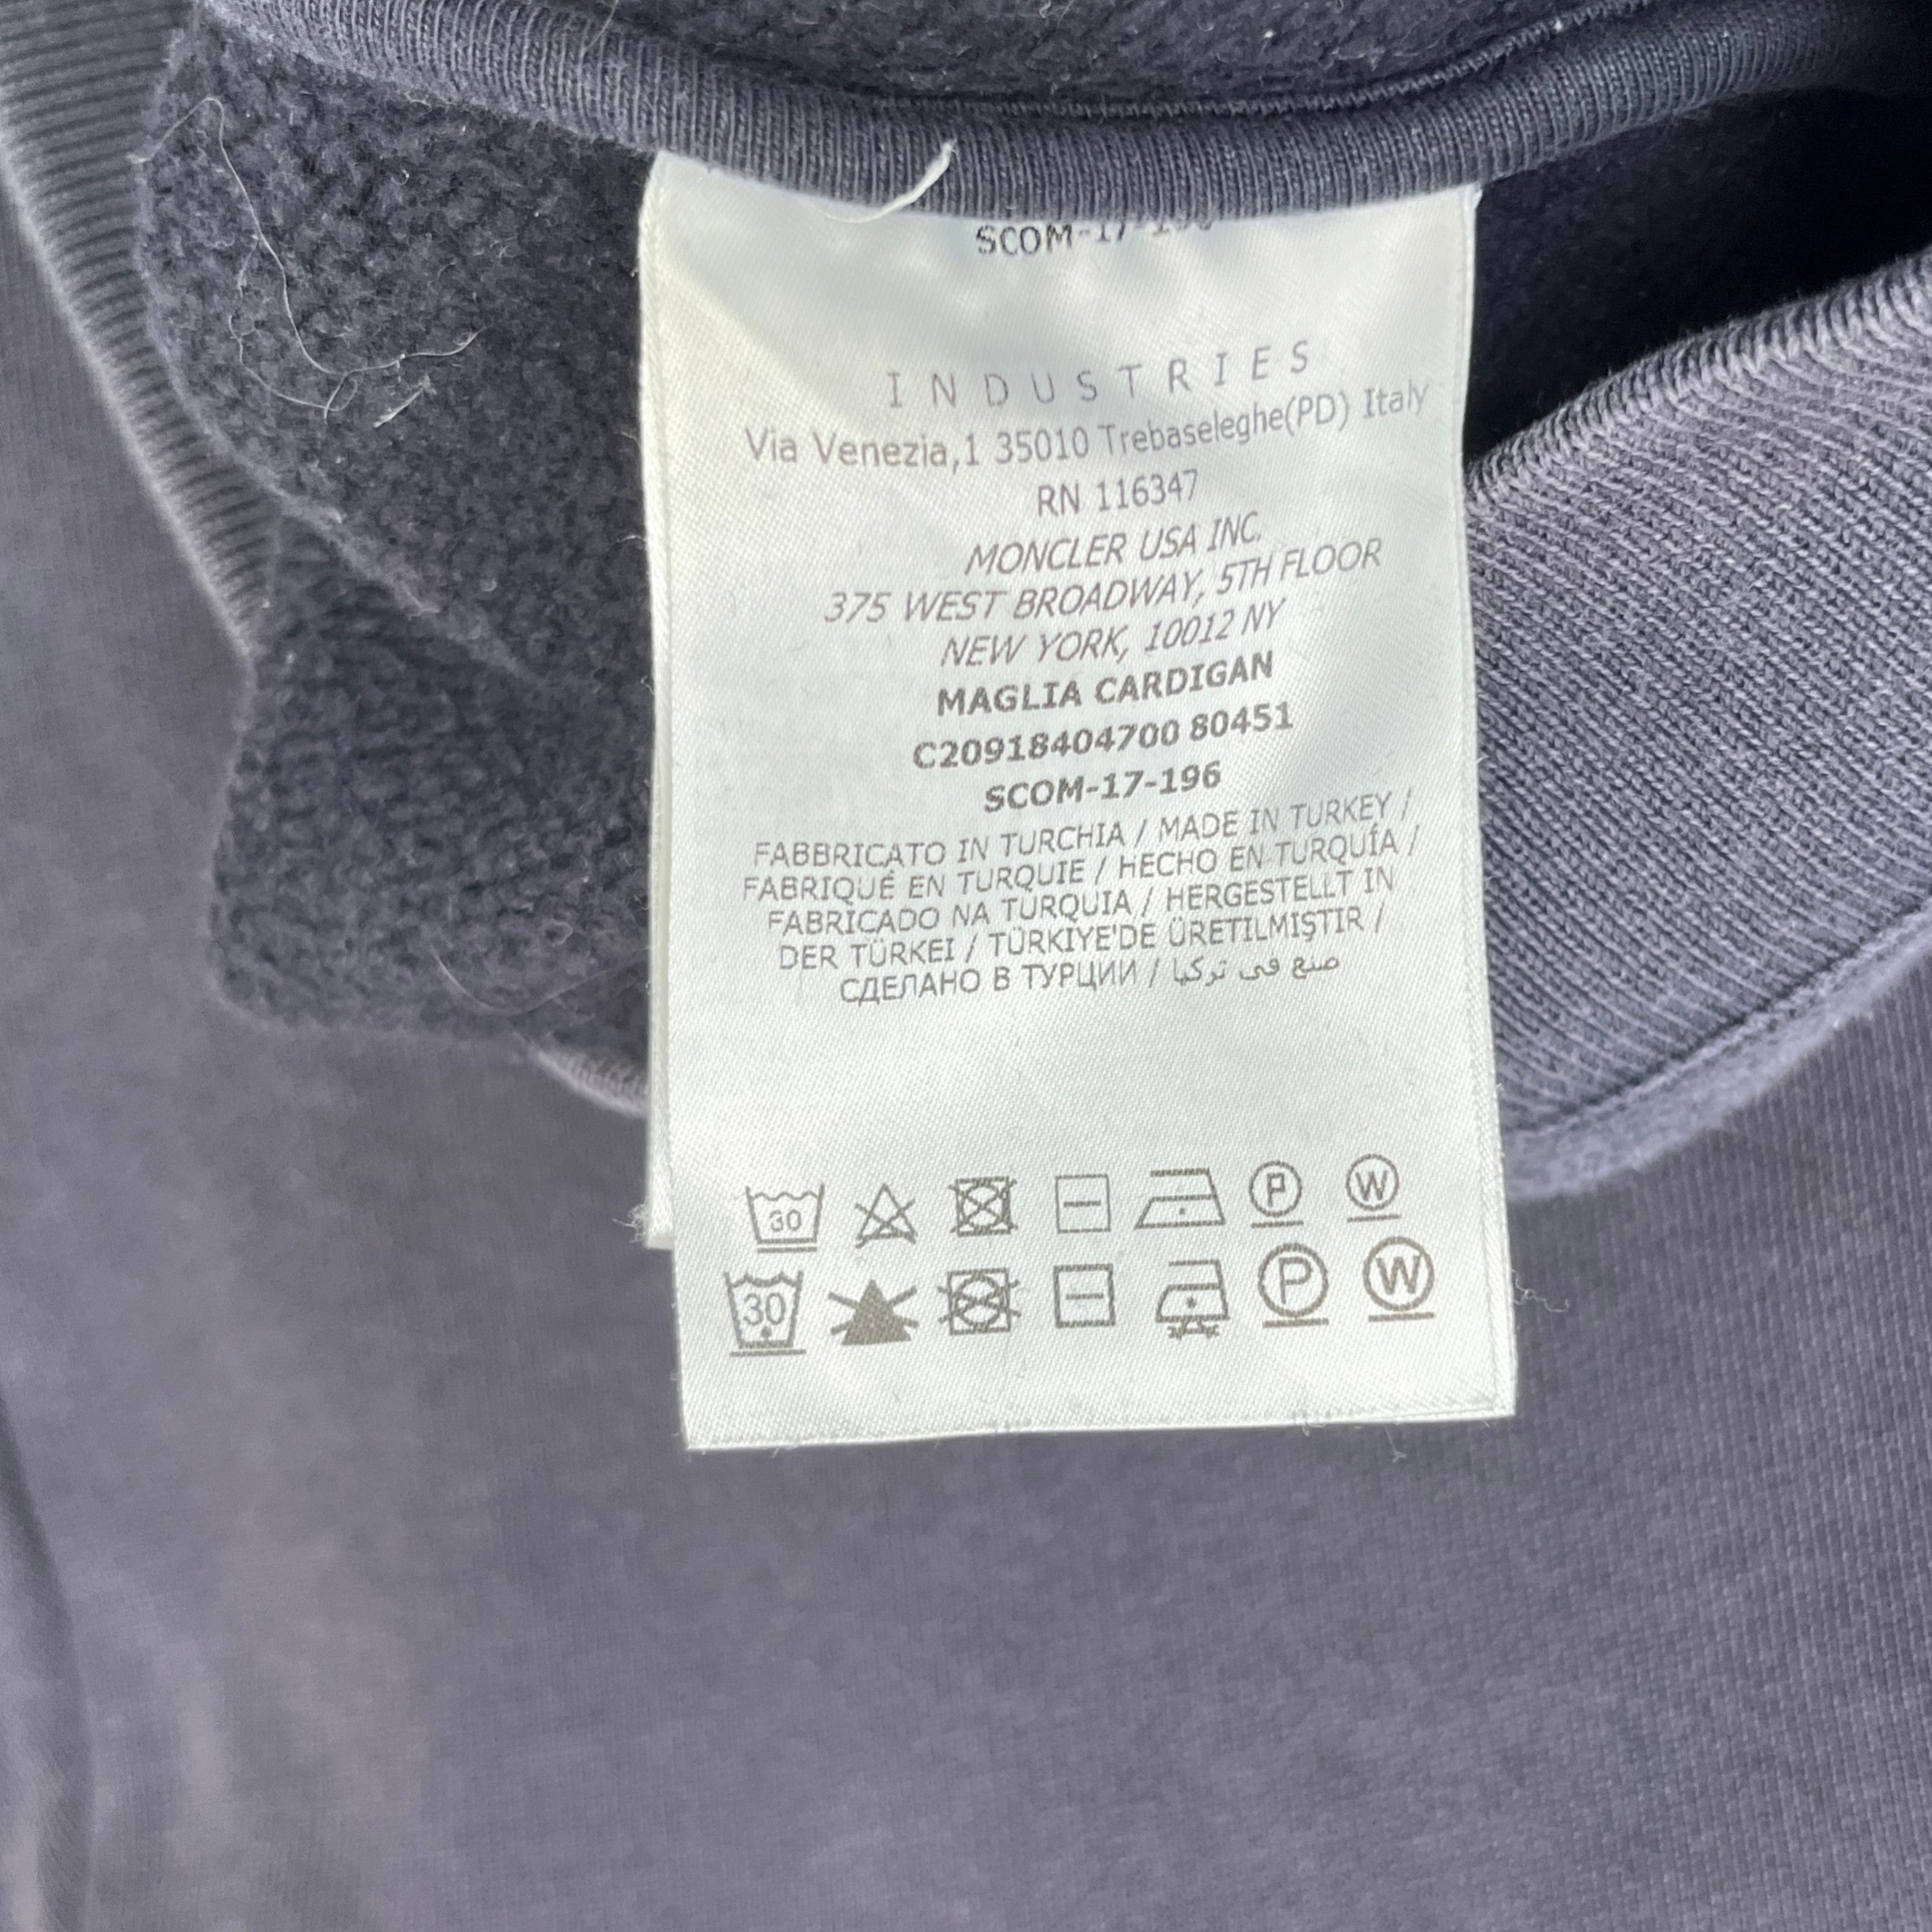 SCOM-17-196
INDUSTRIES
Via Venezia,1 35010 Trebaseleghe(PD) Italy
RN 116347
MONCLER USA INC.
375 WEST BROADWAY, 5TH FLOOR
NEW YORK, 10012 NY
MAGLIA CARDIGAN
C20918404700 80451
SCOM-17-196
FABBRICATO IN TURCHIA / MADE IN TURKEY /
FABRIQUÉ EN TURQUIE / HECHO EN TURQUÍA /
FABRICADO NA TURQUIA / HERGESTELLT IN
DER TÜRKEI / TÜRKIYE'DE ÜRETILMIŞTIR /
СДЕЛАНО В ТУРЦИИ / صنع في تركيا
30 P W
30 P W